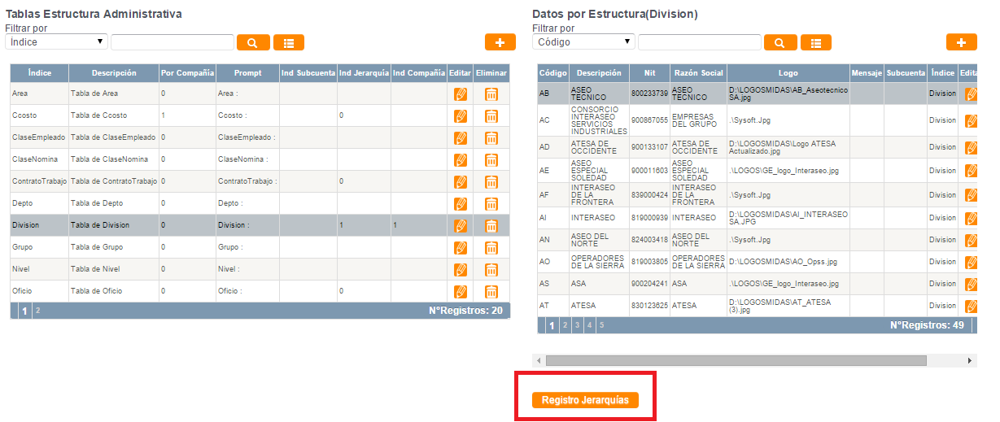 Tablas Estructura Administrativa
Filtrar por
Índice
Índice Descripción Por Compañía Prompt Ind Subcuenta Ind Jerarquía Ind Compañía Editar Eliminar
Area Tabla de Area 0 Area :
Ccosto Tabla de Ccosto 1 Ccosto : 0
ClaseEmpleado Tabla de ClaseEmpleado 0 ClaseEmpleado :
ClaseNomina Tabla de ClaseNomina 0 ClaseNomina :
ContratoTrabajo Tabla de ContratoTrabajo 0 ContratoTrabajo : 0
Depto Tabla de Depto 0 Depto :
Division Tabla de Division 0 Division : 1 1
Grupo Tabla de Grupo 0 Grupo :
Nivel Tabla de Nivel 0 Nivel :
Oficio Tabla de Oficio 0 Oficio : 0
1 2 N°Registros: 20
Datos por Estructura(Division)
Filtrar por
Código
Código Descripción Nit Razón Social Logo Mensaje Subcuenta Índice Edita
AB ASEO TECNICO 800233739 ASEO TECNICO D:\LOGOSMIDAS\AB_Aseotecnico SA.jpg Division
AC CONSORCIO INTERASEO SERVICIOS INDUSTRIALES 900867055 EMPRESAS DEL GRUPO .\Sysoft.Jpg Division
AD ATESA DE OCCIDENTE 900133107 ATESA DE OCCIDENTE D:\LOGOSMIDAS\Logo ATESA Actualizado.jpg Division
AE ASEO ESPECIAL SOLEDAD 900011603 ASEO ESPECIAL SOLEDAD .\LOGOS\GE_logo_Interaseo.jpg Division
AF INTERASEO DE LA FRONTERA 839000424 INTERASEO DE LA FRONTERA .\Sysoft.Jpg Division
AI INTERASEO 819000939 INTERASEO D:\LOGOSMIDAS\AI_INTERASEO SA.JPG Division
AN ASEO DEL NORTE 824003418 ASEO DEL NORTE .\Sysoft.Jpg Division
AO OPERADORES DE LA SIERRA 819003805 OPERADORES DE LA SIERRA D:\LOGOSMIDAS\AO_Opss.jpg Division
AS ASA 900204241 ASA .\LOGOS\GE_logo_Interaseo.jpg Division
AT ATESA 830123625 ATESA D:\LOGOSMIDAS\AT_ATESA (3).jpg Division
1 2 3 4 5 N°Registros: 49
Registro Jerarquías